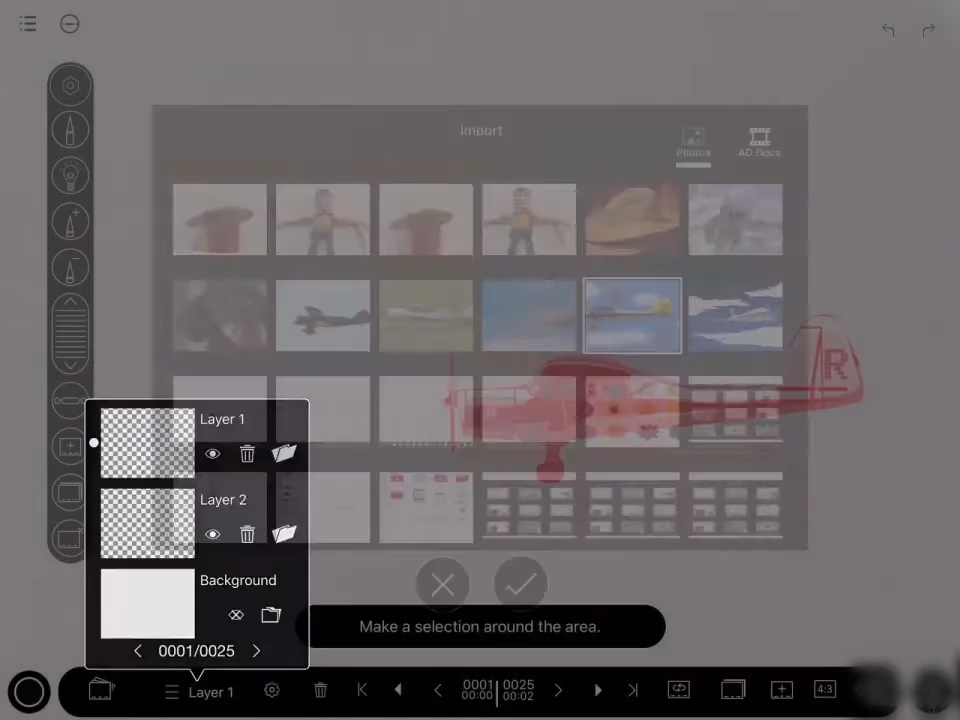 Import
Photos
AD Docs
R
Layer 1
Layer 2
Background
0001/0025
Make a selection around the area.
Layer 1
0001
00:00
0025
00:02
4:3